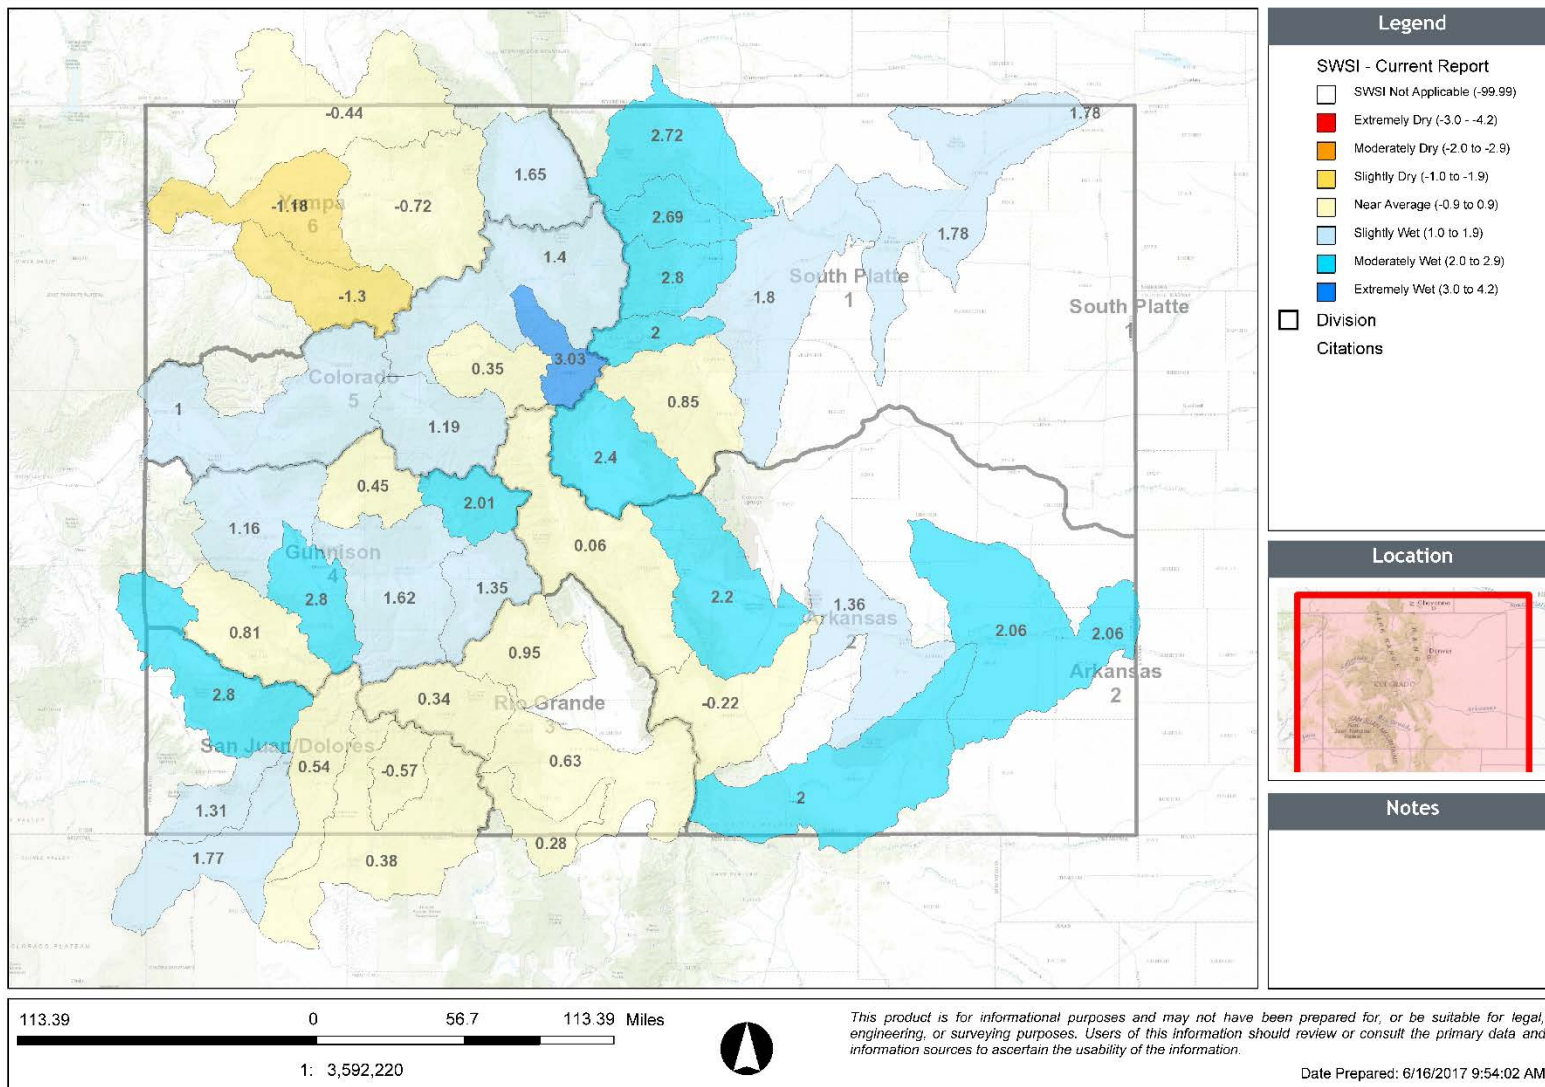 -0.44
2.72
1.78
1.65
-1.18
Yampa
6
-0.72
2.69
1.78
1.4
2.8
South Platte
1
1.8
-1.3
South Platte
1
2
3.03
0.35
Colorado
5
0.85
1
1.19
2.4
0.45
2.01
1.16
Gunnison
4
0.06
2.8
1.62
1.35
2.2
1.36
Arkansas
2
2.06
2.06
0.81
0.95
2.8
0.34
Rio Grande
3
-0.22
Arkansas
2
San Juan/Dolores
0.54
-0.57
0.63
2
1.31
0.28
1.77
0.38
Legend
SWSI - Current Report
SWSI Not Applicable (-99.99)
Extremely Dry (-3.0 - -4.2)
Moderately Dry (-2.0 to -2.9)
Slightly Dry (-1.0 to -1.9)
Near Average (-0.9 to 0.9)
Slightly Wet (1.0 to 1.9)
Moderately Wet (2.0 to 2.9)
Extremely Wet (3.0 to 4.2)
Division
Citations
Location
Cheyenne
Denver
COLORADO
Notes
113.39 0 56.7 113.39 Miles
1: 3,592,220
This product is for informational purposes and may not have been prepared for, or be suitable for legal,
engineering, or surveying purposes. Users of this information should review or consult the primary data and
information sources to ascertain the usability of the information.
Date Prepared: 6/16/2017 9:54:02 AM